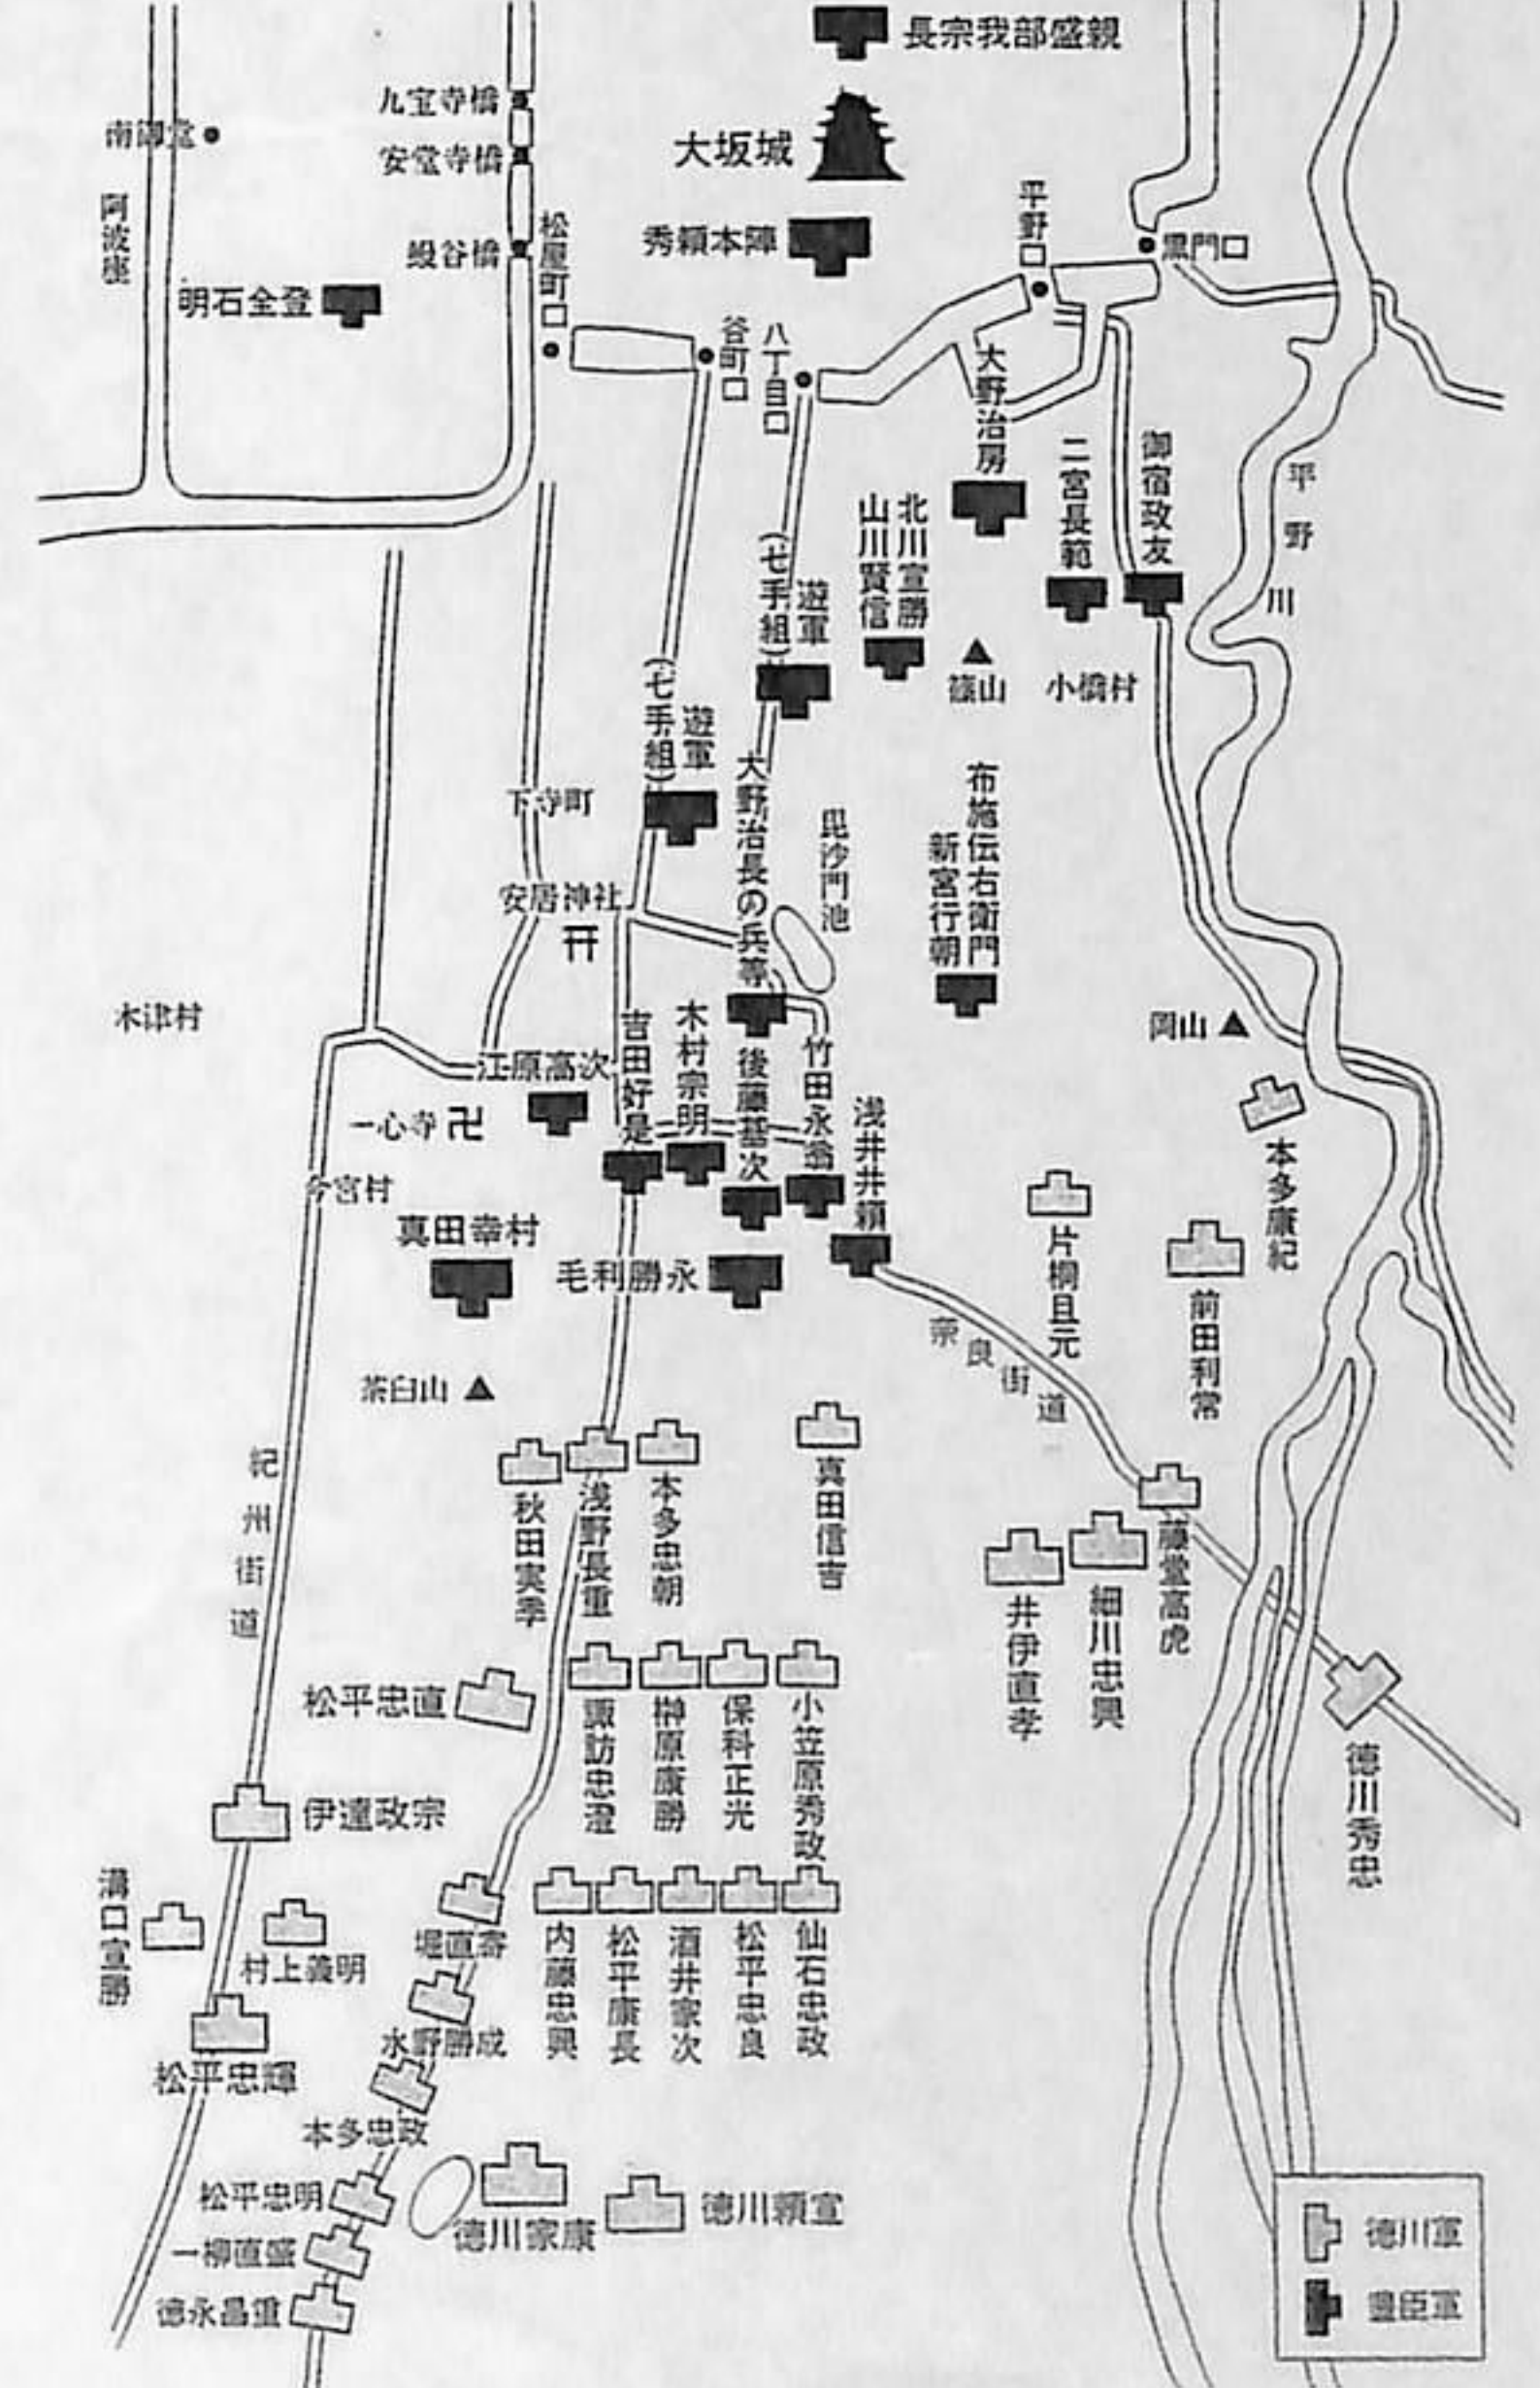 長宗我部盛親
九宝寺橋
南御堂
安堂寺橋
大坂城
阿波座
平野口
松屋町口
秀頼本陣
黒門口
鰻谷橋
明石全登
谷町口
八丁目口
大野治房
二宮長範
御宿政友
平野川
北川宣勝
山川賢信
遊軍
(七手組)
篠山
小橋村
遊軍
(七手組)
大野治長の兵等
布施伝右衛門
新宮行朝
下寺町
毘沙門池
安居神社
木津村
岡山
吉田好是
木村宗明
後藤基次
竹田永翁
江原高次
浅井井頼
一心寺
卍
今宮村
本多康紀
真田幸村
毛利勝永
片桐且元
前田利常
奈良街道
茶臼山
紀州街道
秋田実季
浅野長重
本多忠朝
真田信吉
藤堂高虎
細川忠興
井伊直孝
松平忠直
諏訪忠澄
榊原康勝
保科正光
小笠原秀政
徳川秀忠
伊達政宗
溝口宣勝
村上義明
堀直寄
内藤忠興
松平康長
酒井家次
松平忠良
仙石忠政
水野勝成
松平忠輝
本多忠政
松平忠明
徳川家康
徳川頼宣
一柳直盛
徳永昌重
徳川軍
豊臣軍